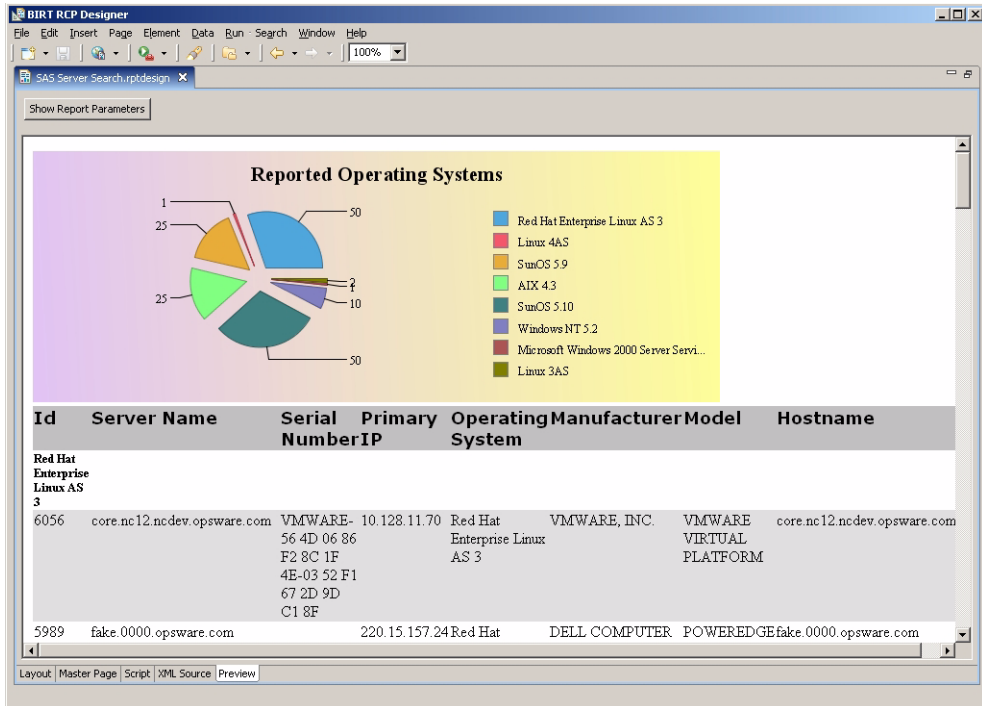 BIRT RCP Designer
File Edit Insert Page Element Data Run Search Window Help
100%
SAS Server Search.rptdesign
Show Report Parameters
Reported Operating Systems
1
50
25
25
2
1
10
50
Red Hat Enterprise Linux AS 3
Linux 4AS
SunOS 5.9
AIX 4.3
SunOS 5.10
Windows NT 5.2
Microsoft Windows 2000 Server Servi...
Linux 3AS
Id Server Name Serial Primary Operating Manufacturer Model Hostname
Number IP System
Red Hat
Enterprise
Linux AS
3
6056 core.nc12.ncdev.opsware.com VMWARE- 10.128.11.70 Red Hat VMWARE, INC. VMWARE core.nc12.ncdev.opsware.com
56 4D 06 86 Enterprise Linux VIRTUAL
F2 8C 1F AS 3 PLATFORM
4E-03 52 F1
67 2D 9D
C1 8F
5989 fake.0000.opsware.com 220.15.157.24 Red Hat DELL COMPUTER POWEREDGE fake.0000.opsware.com
Layout Master Page Script XML Source Preview